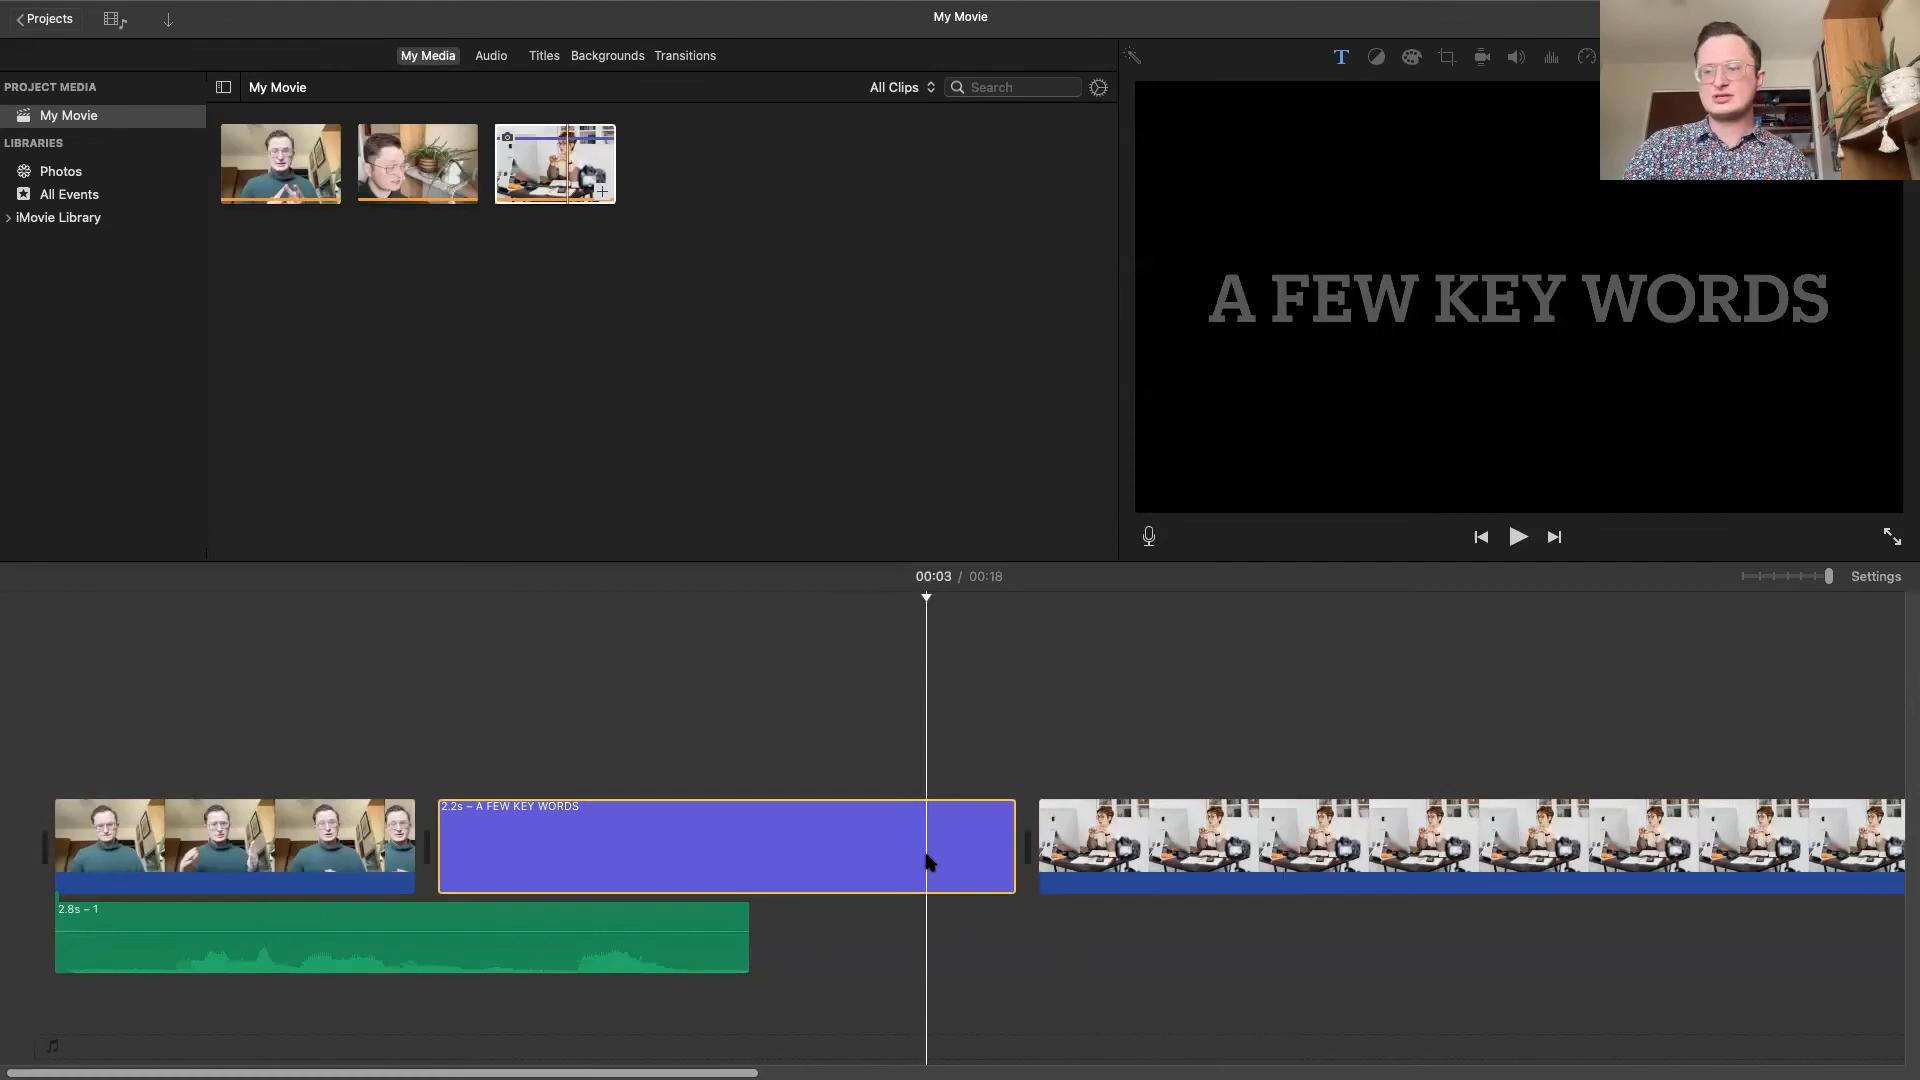 Projects
My Movie
My Media Audio Titles Backgrounds Transitions
PROJECT MEDIA
My Movie
LIBRARIES
Photos
All Events
iMovie Library
My Movie
All Clips
Search
T
A FEW KEY WORDS
00:03 / 00:18
Settings
2.2s – A FEW KEY WORDS
2.8s – 1